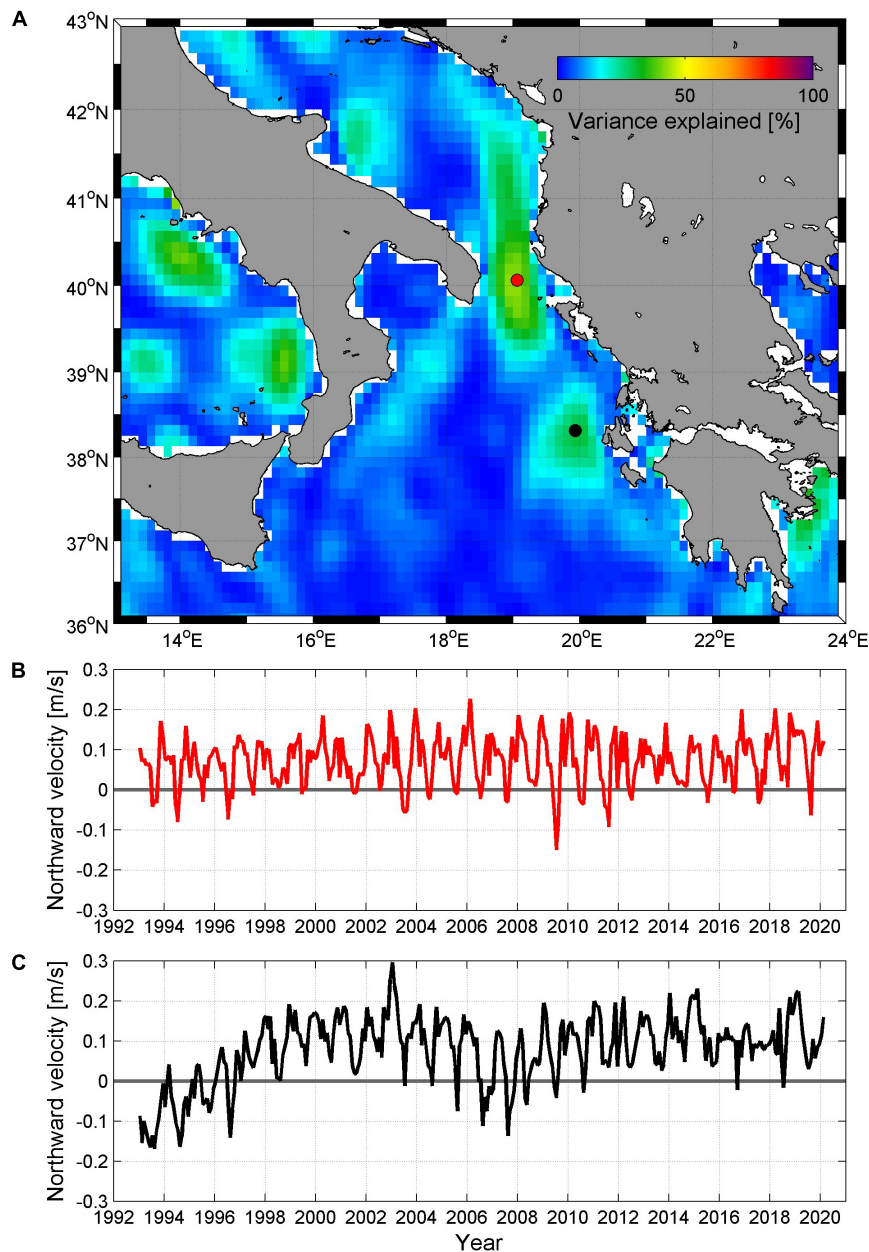 A
43°N
42°N
41°N
40°N
39°N
38°N
37°N
36°N
0 50 100
Variance explained [%]
14°E 16°E 18°E 20°E 22°E 24°E
B
Northward velocity [m/s]
0.3
0.2
0.1
0
-0.1
-0.2
-0.3
1992 1994 1996 1998 2000 2002 2004 2006 2008 2010 2012 2014 2016 2018 2020
C
Northward velocity [m/s]
0.3
0.2
0.1
0
-0.1
-0.2
-0.3
1992 1994 1996 1998 2000 2002 2004 2006 2008 2010 2012 2014 2016 2018 2020
Year